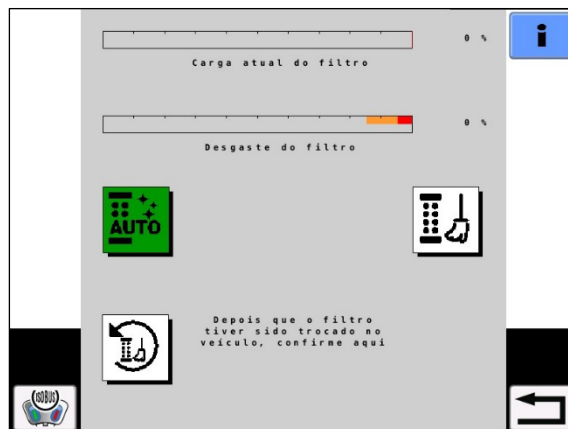 0 %
Carga atual do filtro
0 %
Desgaste do filtro
AUTO
Depois que o filtro
tiver sido trocado no
veículo, confirme aqui
i
ISOBUS